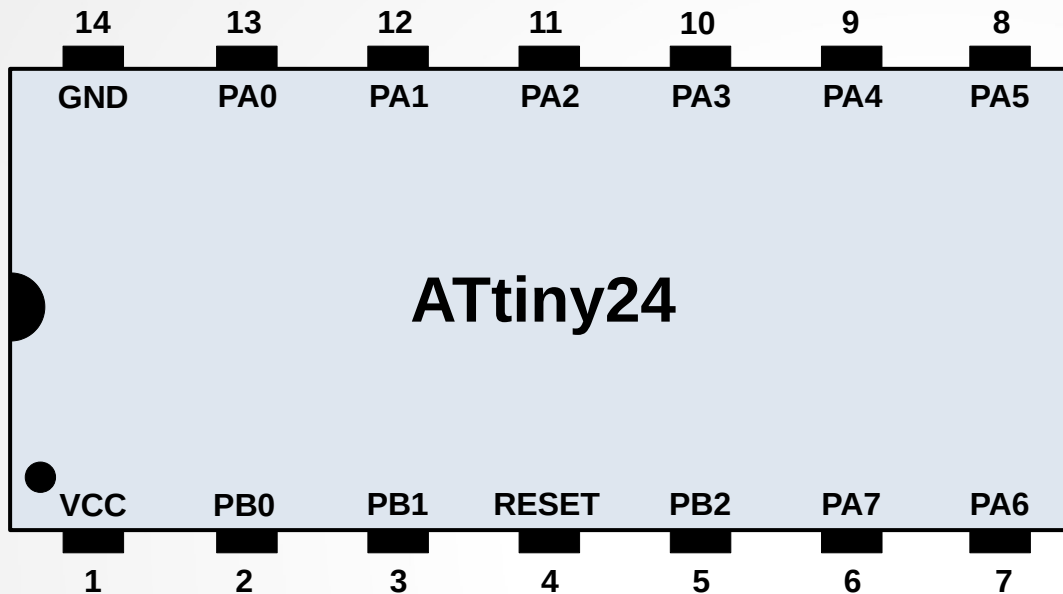 14 13 12 11 10 9 8
GND PA0 PA1 PA2 PA3 PA4 PA5
ATtiny24
VCC PB0 PB1 RESET PB2 PA7 PA6
1 2 3 4 5 6 7